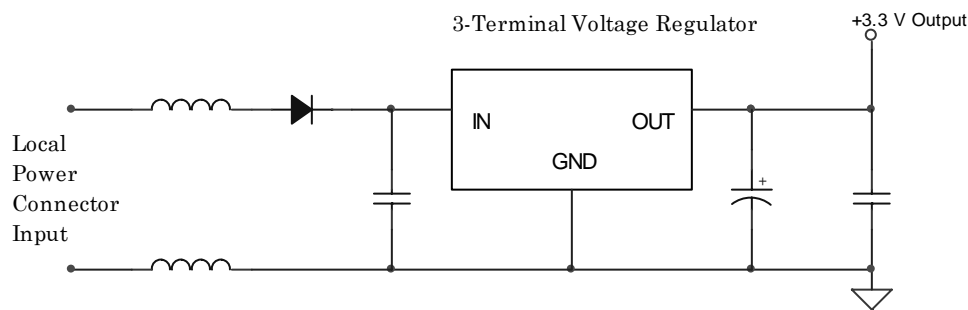 3-Terminal Voltage Regulator
+3.3 V Output
IN
OUT
GND
+
Local
Power
Connector
Input